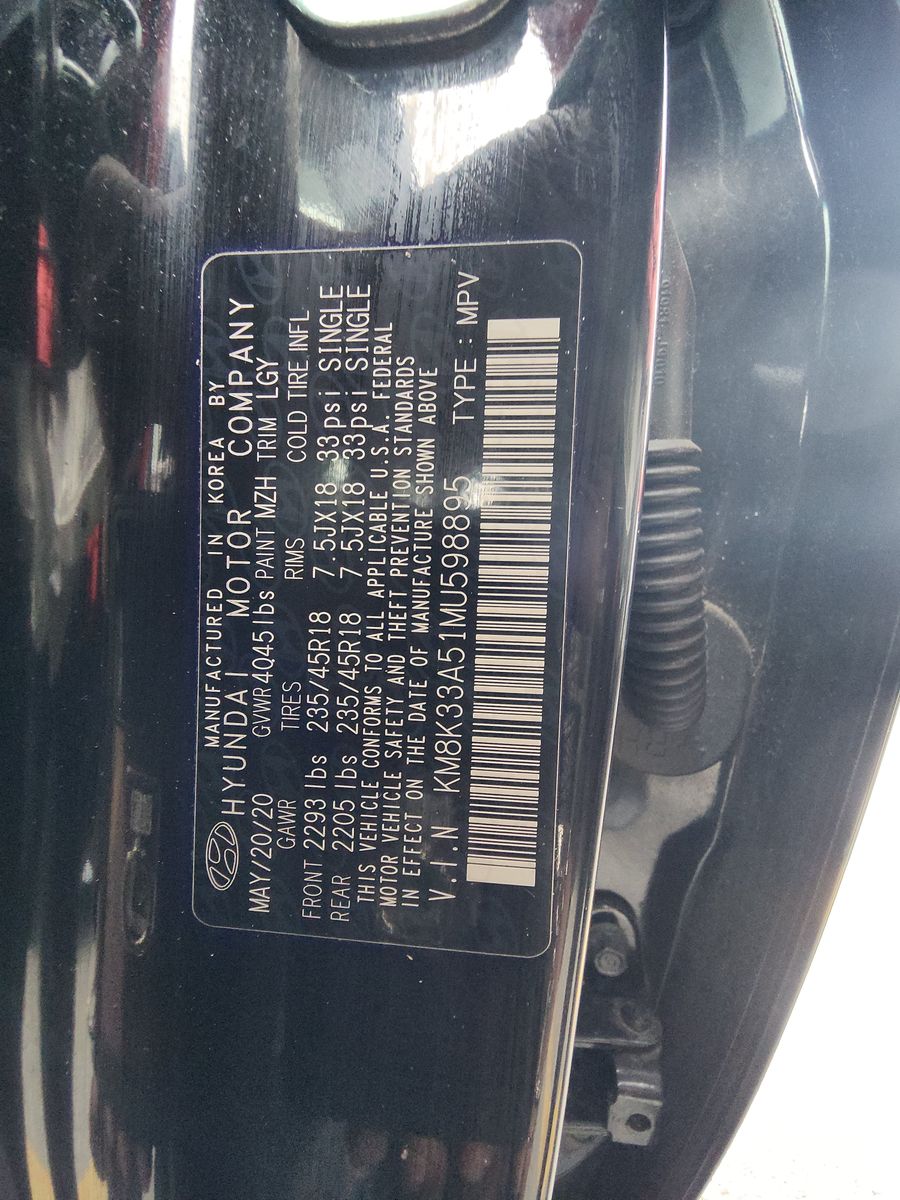 MANUFACTURED IN KOREA BY
HYUNDAI MOTOR COMPANY
MAY/20/20 GVWR 4045 lbs PAINT MZH TRIM LGY
GAWR TIRES RIMS COLD TIRE INFL
FRONT 2293 lbs 235/45R18 7.5JX18 33psi SINGLE
REAR 2205 lbs 235/45R18 7.5JX18 33psi SINGLE
THIS VEHICLE CONFORMS TO ALL APPLICABLE U.S.A. FEDERAL
MOTOR VEHICLE SAFETY AND THEFT PREVENTION STANDARDS
IN EFFECT ON THE DATE OF MANUFACTURE SHOWN ABOVE
V.I.N KM8K33A51MU598895 TYPE : MPV